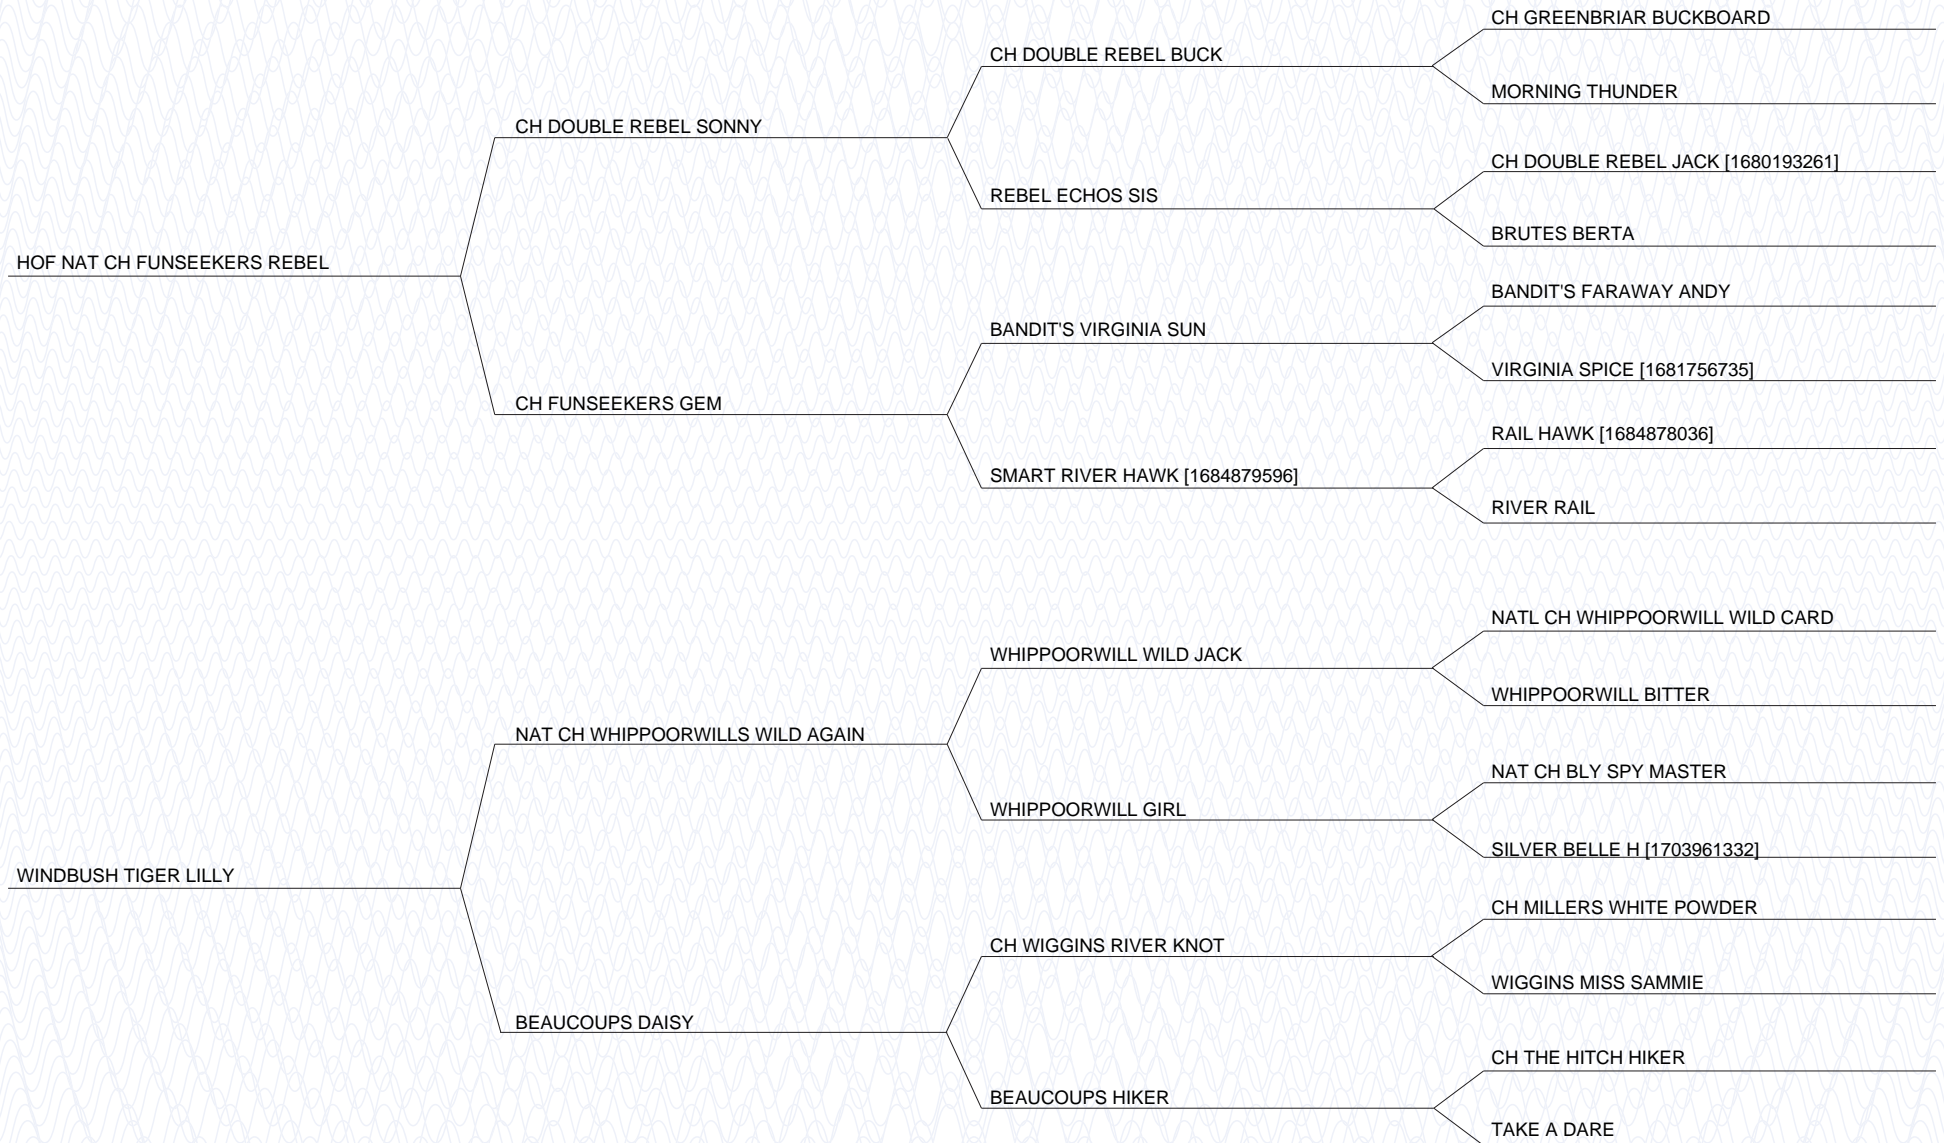 CH GREENBRIAR BUCKBOARD
CH DOUBLE REBEL BUCK
MORNING THUNDER
CH DOUBLE REBEL SONNY
CH DOUBLE REBEL JACK [1680193261]
REBEL ECHOS SIS
BRUTES BERTA
HOF NAT CH FUNSEEKERS REBEL
BANDIT'S FARAWAY ANDY
BANDIT'S VIRGINIA SUN
VIRGINIA SPICE [1681756735]
CH FUNSEEKERS GEM
RAIL HAWK [1684878036]
SMART RIVER HAWK [1684879596]
RIVER RAIL
NATL CH WHIPPOORWILL WILD CARD
WHIPPOORWILL WILD JACK
WHIPPOORWILL BITTER
NAT CH WHIPPOORWILLS WILD AGAIN
NAT CH BLY SPY MASTER
WHIPPOORWILL GIRL
SILVER BELLE H [1703961332]
WINDBUSH TIGER LILLY
CH MILLERS WHITE POWDER
CH WIGGINS RIVER KNOT
WIGGINS MISS SAMMIE
BEAUCOUPS DAISY
CH THE HITCH HIKER
BEAUCOUPS HIKER
TAKE A DARE